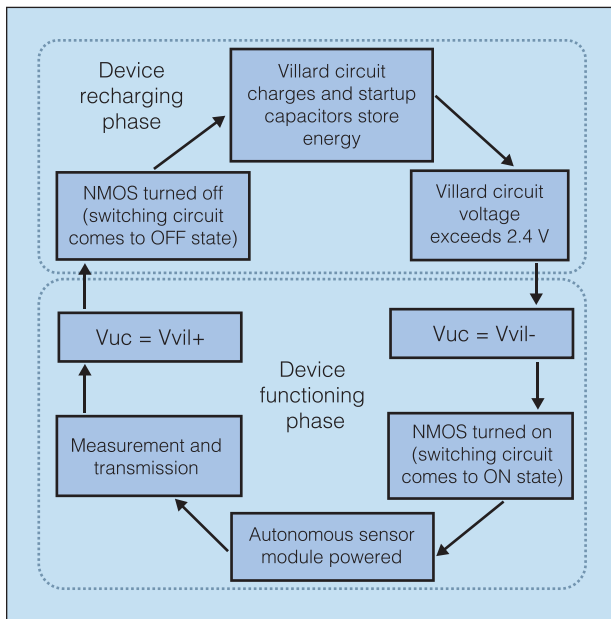 Device
recharging
phase
Villard circuit
charges and startup
capacitors store
energy
NMOS turned off
(switching circuit
comes to OFF state)
Villard circuit
voltage
exceeds 2.4 V
Vuc = Vvil+
Vuc = Vvil-
Device
functioning
phase
Measurement and
transmission
NMOS turned on
(switching circuit
comes to ON state)
Autonomous sensor
module powered